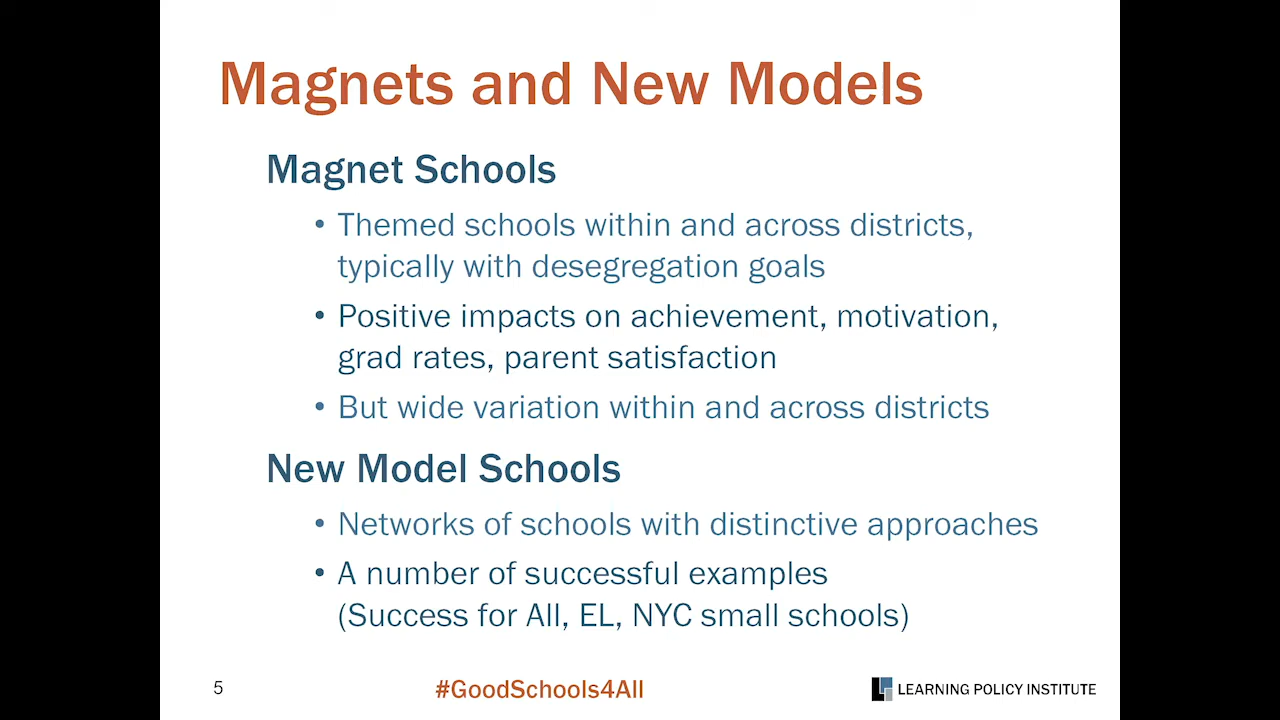 Magnets and New Models
Magnet Schools
• Themed schools within and across districts,
typically with desegregation goals
• Positive impacts on achievement, motivation,
grad rates, parent satisfaction
• But wide variation within and across districts
New Model Schools
• Networks of schools with distinctive approaches
• A number of successful examples
(Success for All, EL, NYC small schools)
5
#GoodSchools4All
LEARNING POLICY INSTITUTE